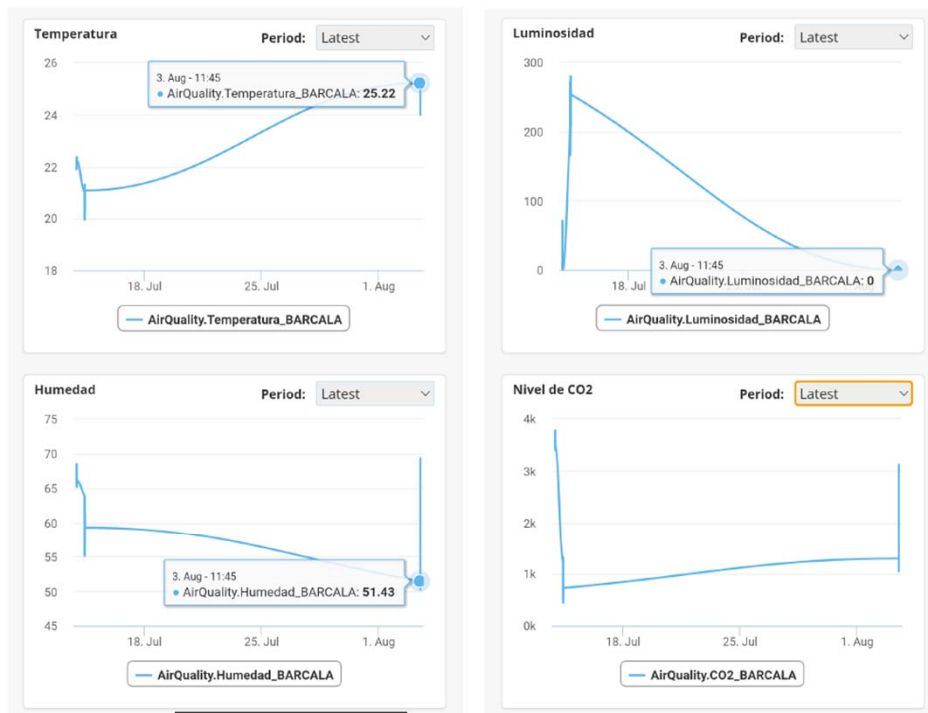 Temperatura
Period: Latest
26
24
22
20
18
3. Aug - 11:45
AirQuality.Temperatura_BARCALA: 25.22
18. Jul
25. Jul
1. Aug
AirQuality.Temperatura_BARCALA
Luminosidad
Period: Latest
300
200
100
0
3. Aug - 11:45
AirQuality.Luminosidad_BARCALA: 0
18. Jul
AirQuality.Luminosidad_BARCALA
Humedad
Period: Latest
75
70
65
60
55
50
45
3. Aug - 11:45
AirQuality.Humedad_BARCALA: 51.43
18. Jul
25. Jul
1. Aug
AirQuality.Humedad_BARCALA
Nivel de CO2
Period: Latest
4k
3k
2k
1k
0k
18. Jul
25. Jul
1. Aug
AirQuality.CO2_BARCALA